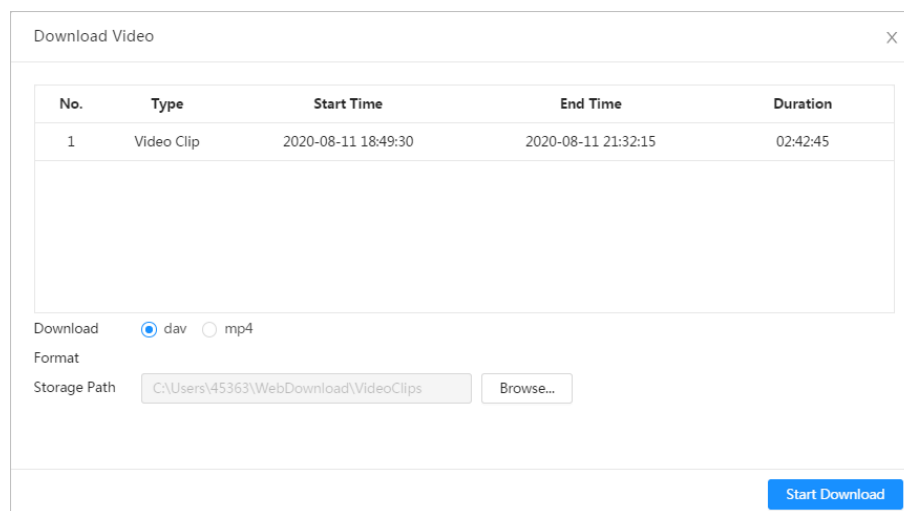 Download Video X
No. Type Start Time End Time Duration
1 Video Clip 2020-08-11 18:49:30 2020-08-11 21:32:15 02:42:45
Download dav mp4
Format
Storage Path C:\Users\45363\WebDownload\VideoClips Browse...
Start Download